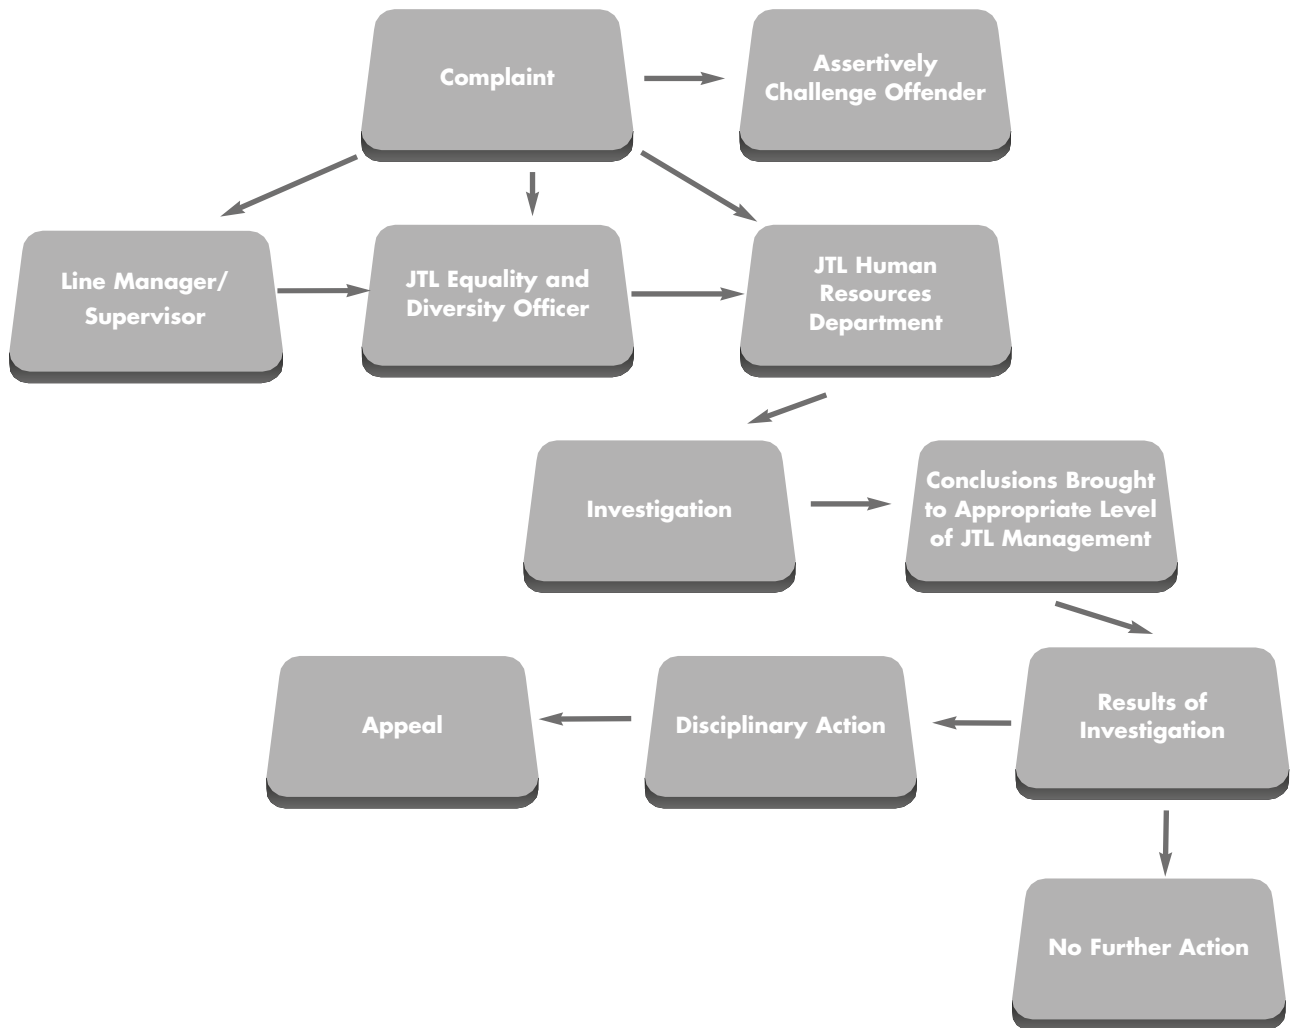 Complaint
Assertively
Challenge Offender
Line Manager/
Supervisor
JTL Equality and
Diversity Officer
JTL Human
Resources
Department
Investigation
Conclusions Brought
to Appropriate Level
of JTL Management
Appeal
Disciplinary Action
Results of
Investigation
No Further Action